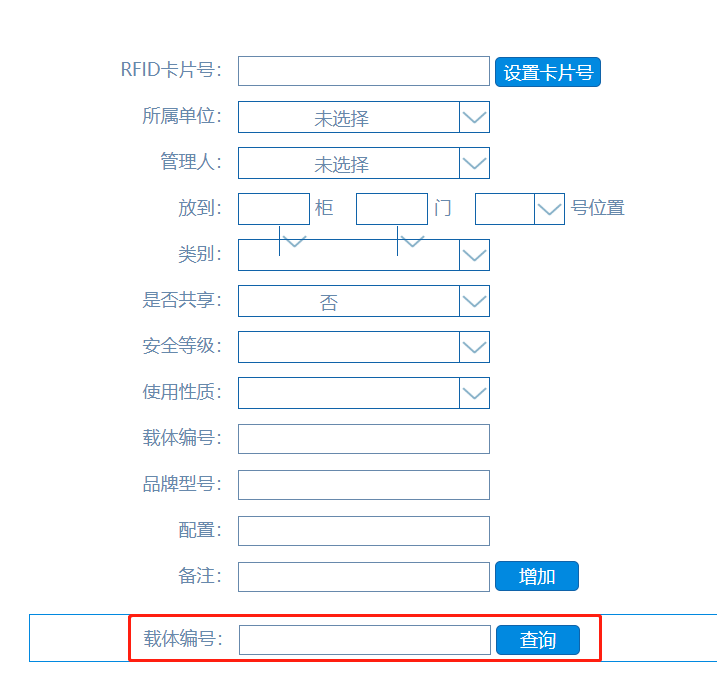 RFID卡片号： 设置卡片号
所属单位： 未选择
管理人： 未选择
放到： 柜 门 号位置
类别：
是否共享： 否
安全等级：
使用性质：
载体编号：
品牌型号：
配置：
备注： 增加
载体编号： 查询